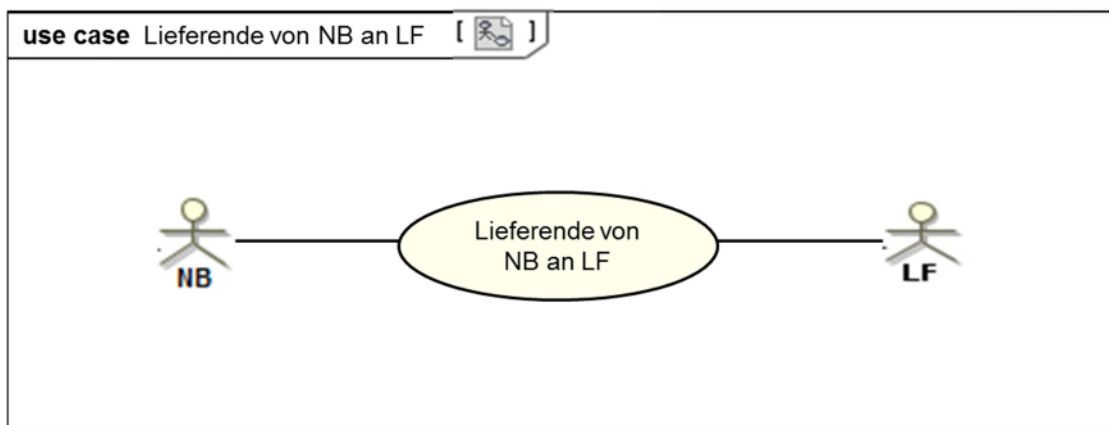 use case Lieferende von NB an LF [ ]
Lieferende von
NB an LF
NB
LF